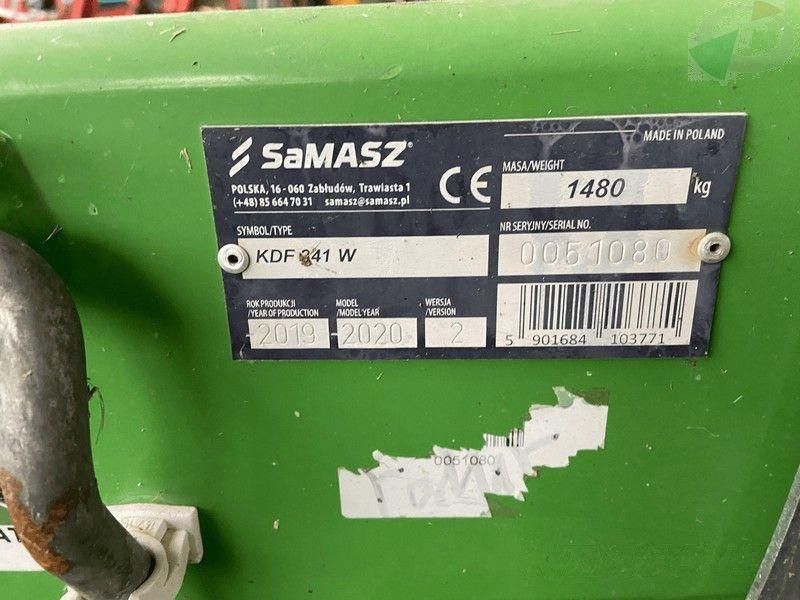 SaMASZ
POLSKA, 16 - 060 Zabłudów, Trawiasta 1
(+48) 85 664 70 31 samasz@samasz.pl
CE
MADE IN POLAND
MASA/WEIGHT
1480 kg
SYMBOL/TYPE
KDF 341 W
NR SERYJNY/SERIAL NO.
0051080
ROK PRODUKCJI
/YEAR OF PRODUCTION
2019
MODEL
/MODEL YEAR
2020
WERSJA
/VERSION
2
5 901684 103771
0051080